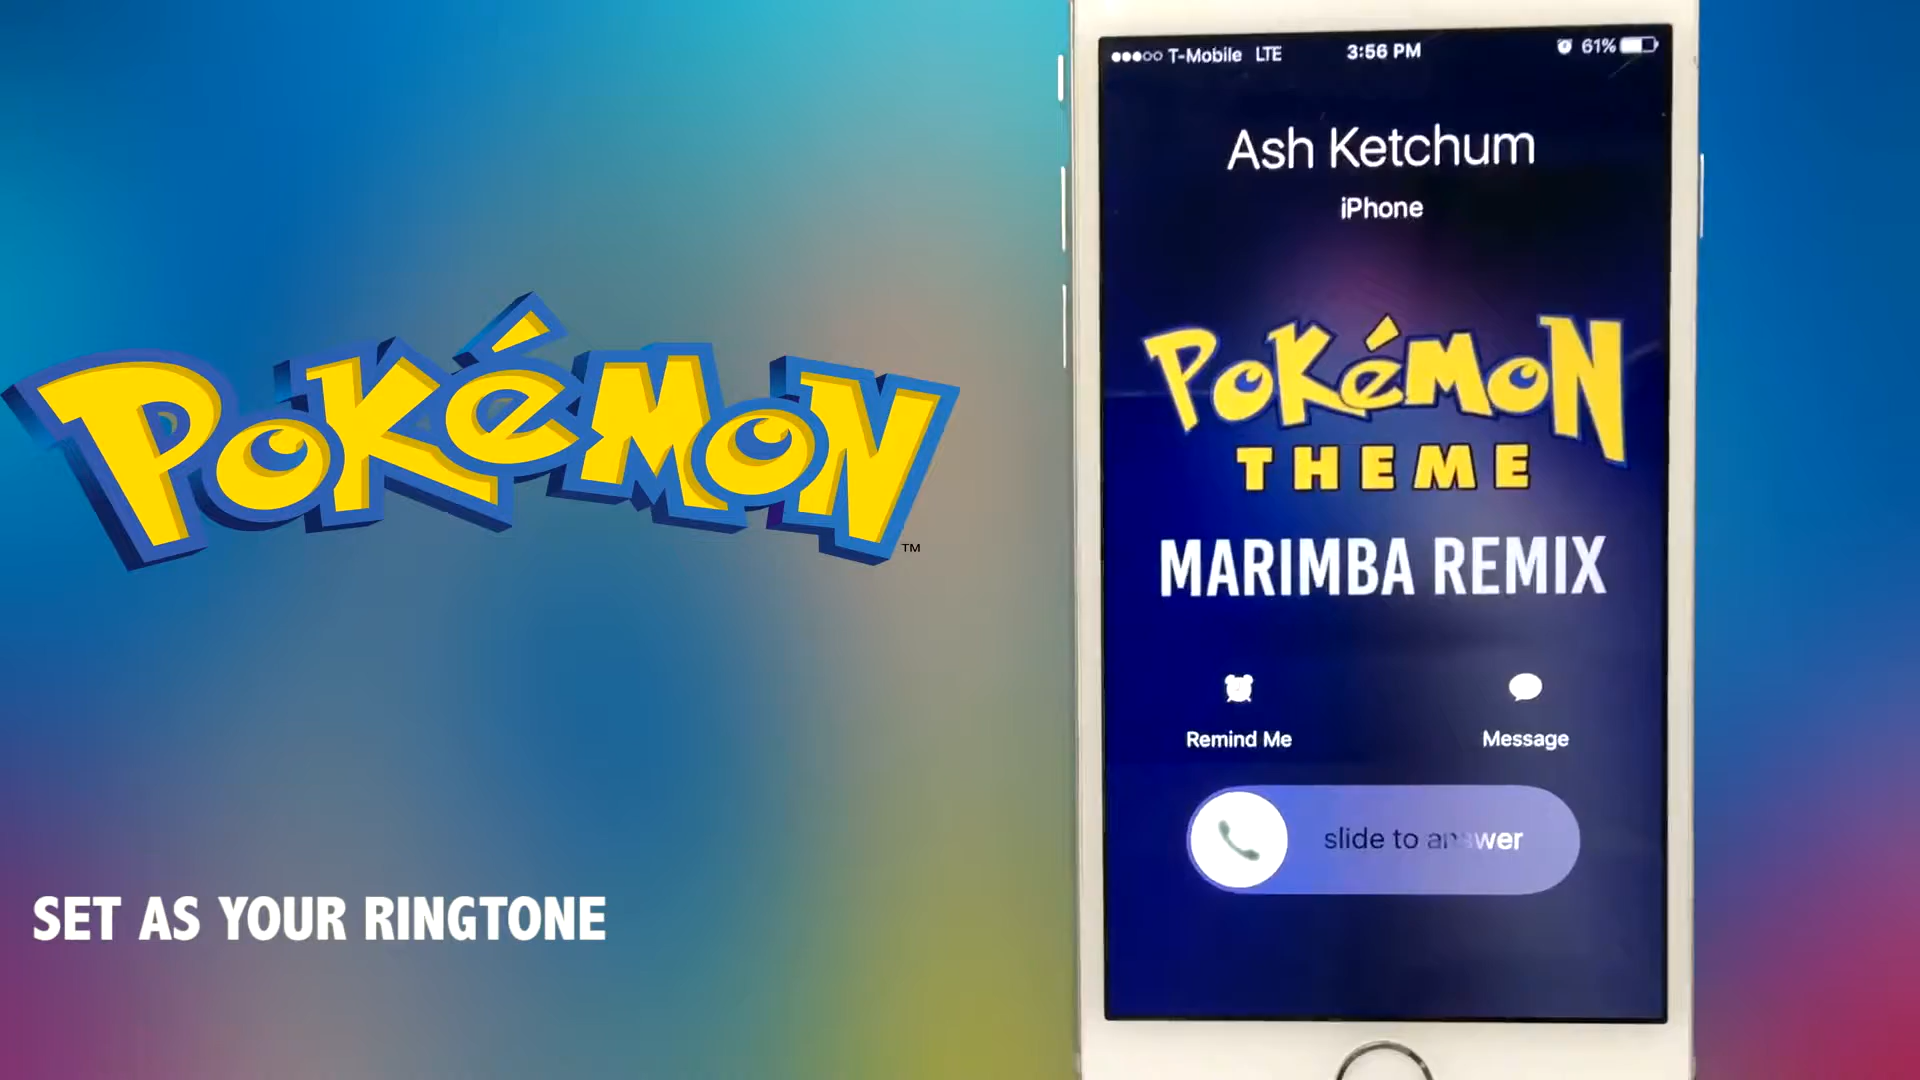 POKéMON
TM
SET AS YOUR RINGTONE
T-Mobile LTE 3:56 PM 61%
Ash Ketchum
iPhone
POKéMON
THEME
MARIMBA REMIX
Remind Me Message
slide to answer